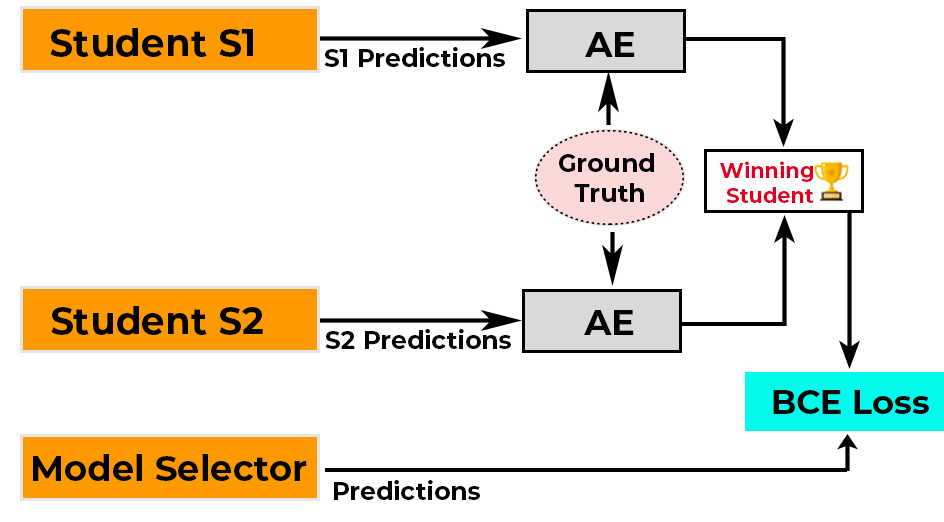 Student S1
S1 Predictions
AE
Ground
Truth
Winning
Student
Student S2
S2 Predictions
AE
BCE Loss
Model Selector
Predictions